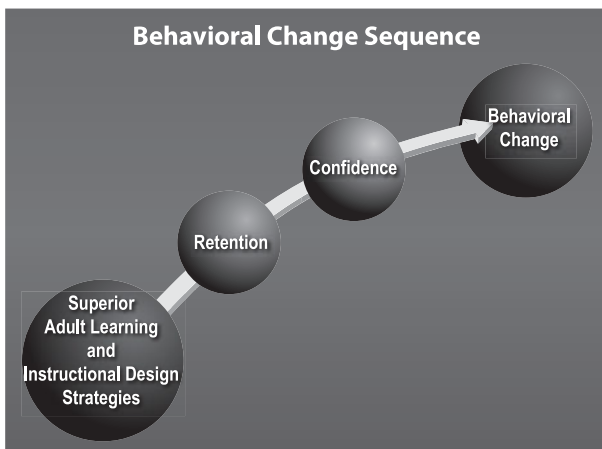 Behavioral Change Sequence
Behavioral
Change
Confidence
Retention
Superior
Adult Learning
and
Instructional Design
Strategies